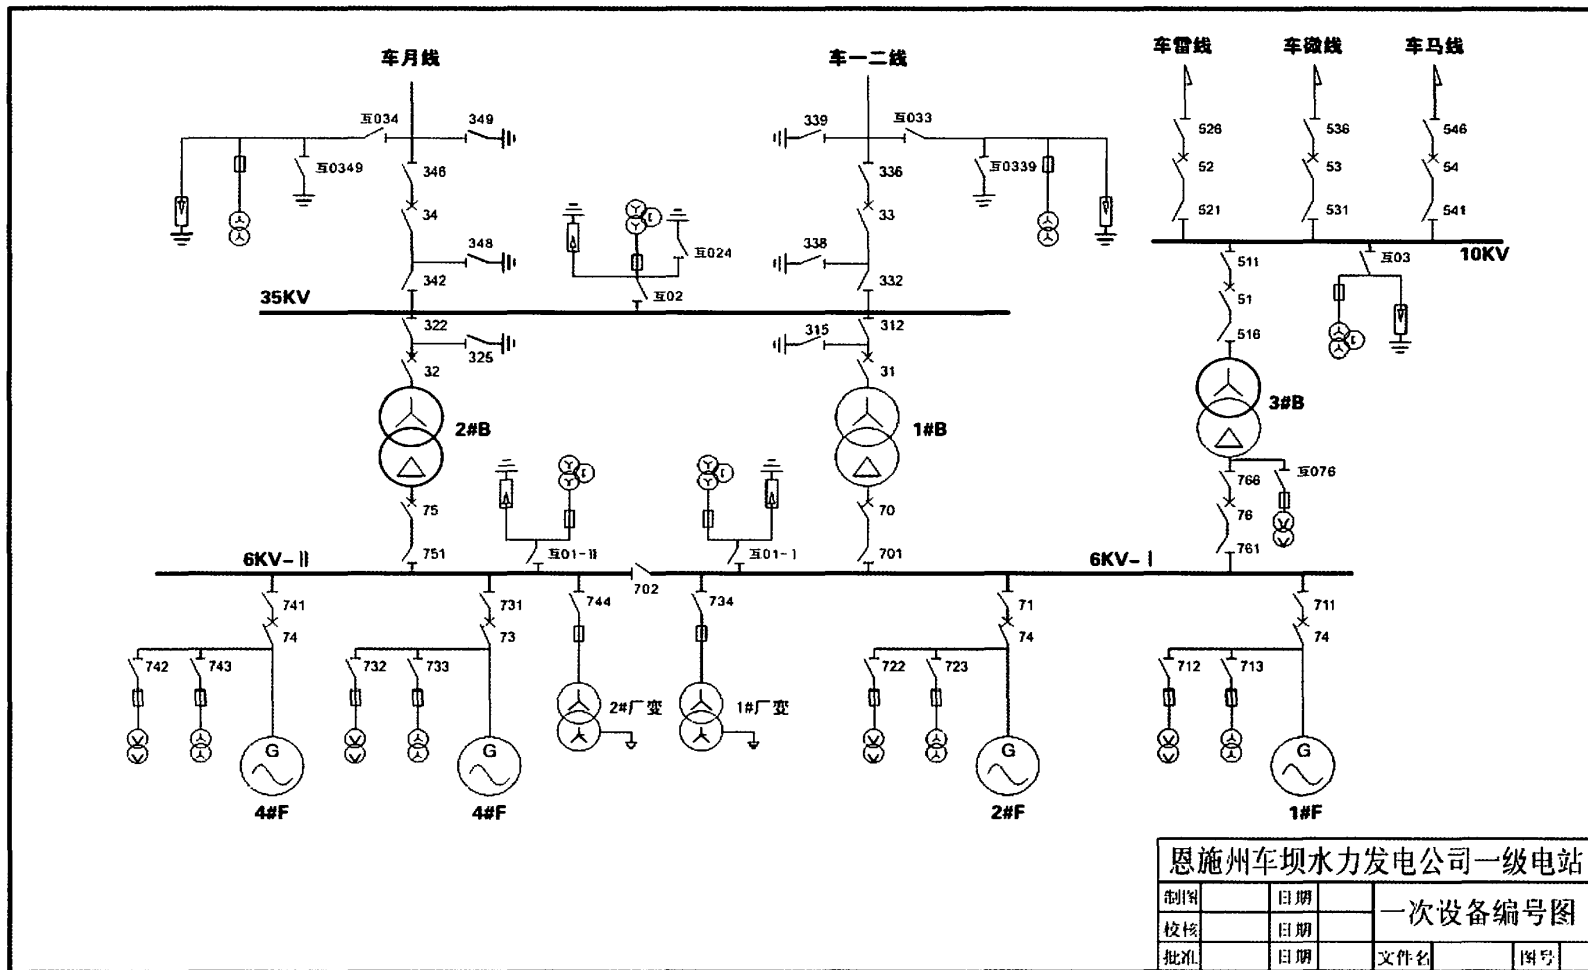 车月线
车一二线
车雷线
车微线
车马线
互034
349
339
互033
526
536
546
互0349
346
336
互0339
52
53
54
34
33
521
531
541
348
互024
338
342
互02
332
511
互03
10KV
35KV
322
325
315
312
51
516
32
31
2#B
1#B
3#B
766
互076
75
70
76
751
互01-II
互01-I
701
761
6KV-II
702
6KV-I
741
731
744
734
71
711
74
73
74
74
742
743
732
733
722
723
712
713
2#厂变
1#厂变
G
G
G
G
4#F
4#F
2#F
1#F
恩施州车坝水力发电公司一级电站
制图
日期
一次设备编号图
校核
日期
批准
日期
文件名
图号